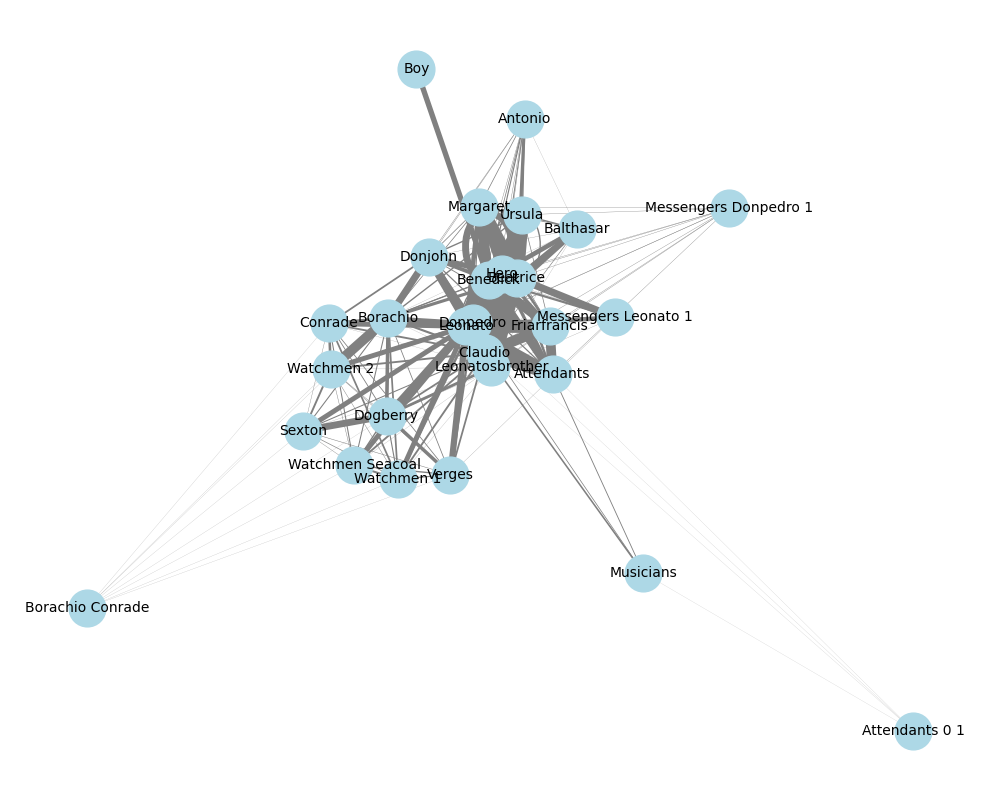 Boy
Antonio
Margaret
Ursula
Messengers Donpedro 1
Balthasar
Donjohn
Hero
Benedick
Beatrice
Conrade
Borachio
Donpedro
Leonato
Friarfrancis
Messengers Leonato 1
Claudio
Leonatosbrother
Watchmen 2
Attendants
Dogberry
Sexton
Watchmen Seacoal
Watchmen 1
Verges
Musicians
Borachio Conrade
Attendants 0 1